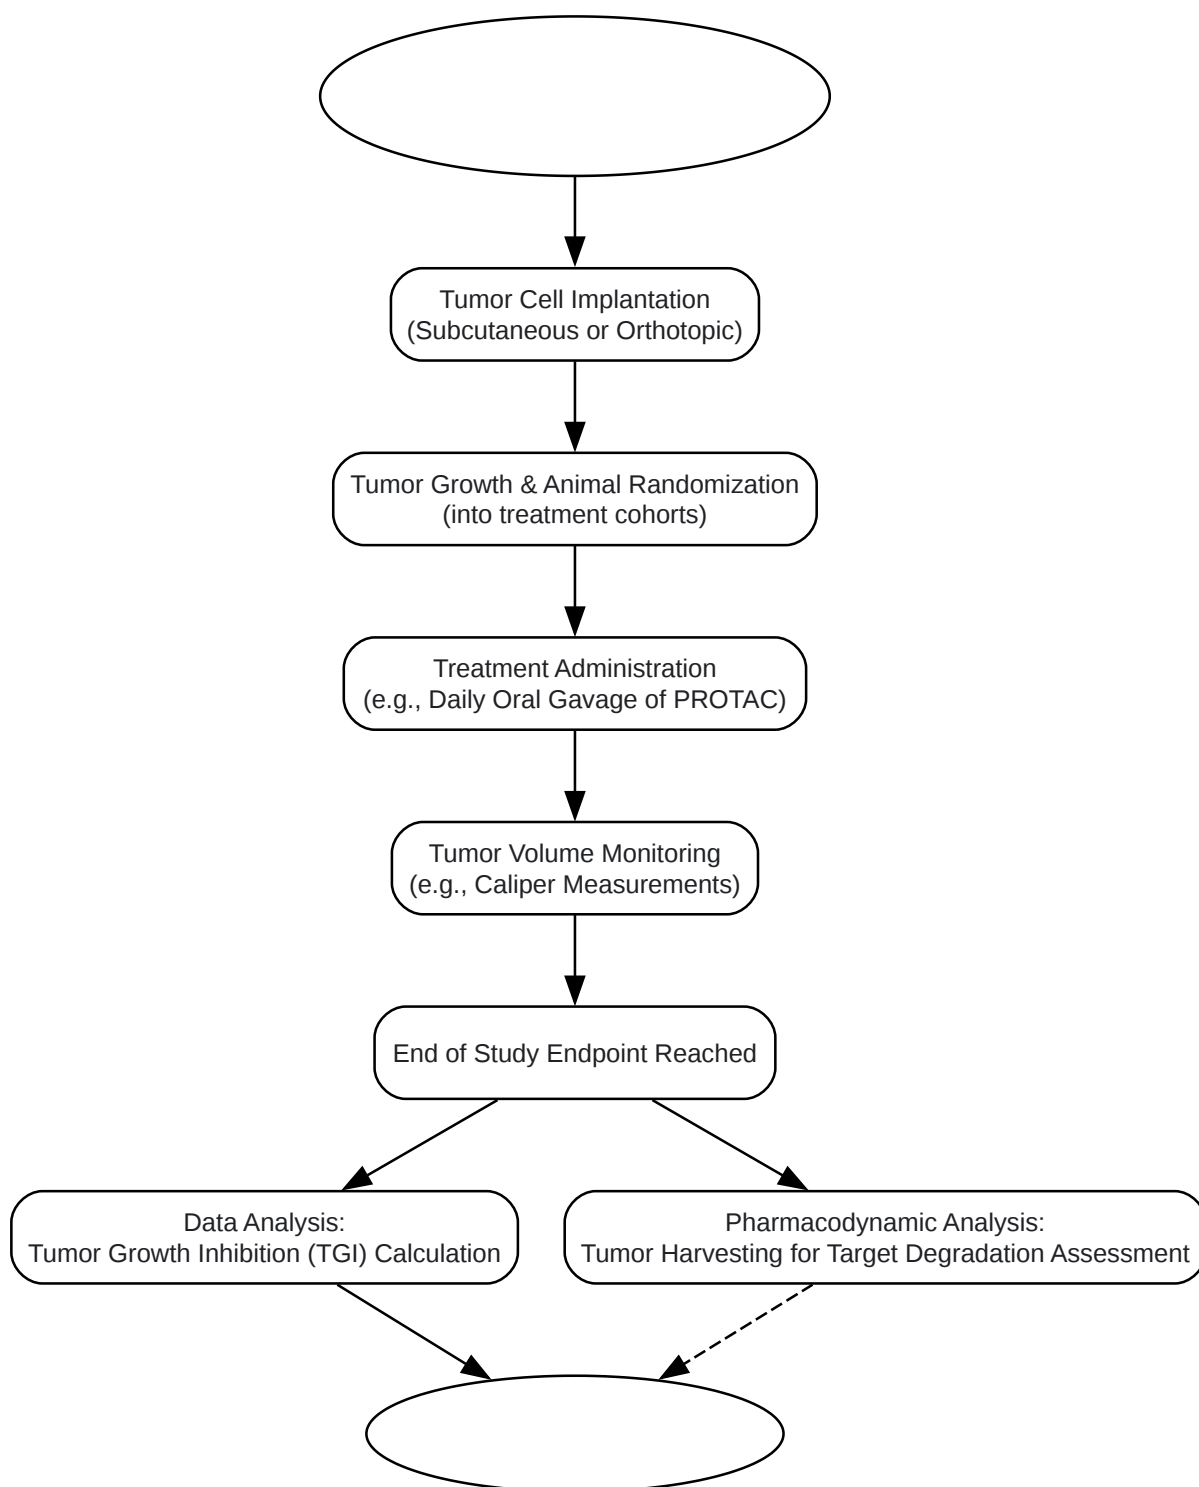 Tumor Cell Implantation
(Subcutaneous or Orthotopic)
Tumor Growth & Animal Randomization
(into treatment cohorts)
Treatment Administration
(e.g., Daily Oral Gavage of PROTAC)
Tumor Volume Monitoring
(e.g., Caliper Measurements)
End of Study Endpoint Reached
Data Analysis:
Tumor Growth Inhibition (TGI) Calculation
Pharmacodynamic Analysis:
Tumor Harvesting for Target Degradation Assessment